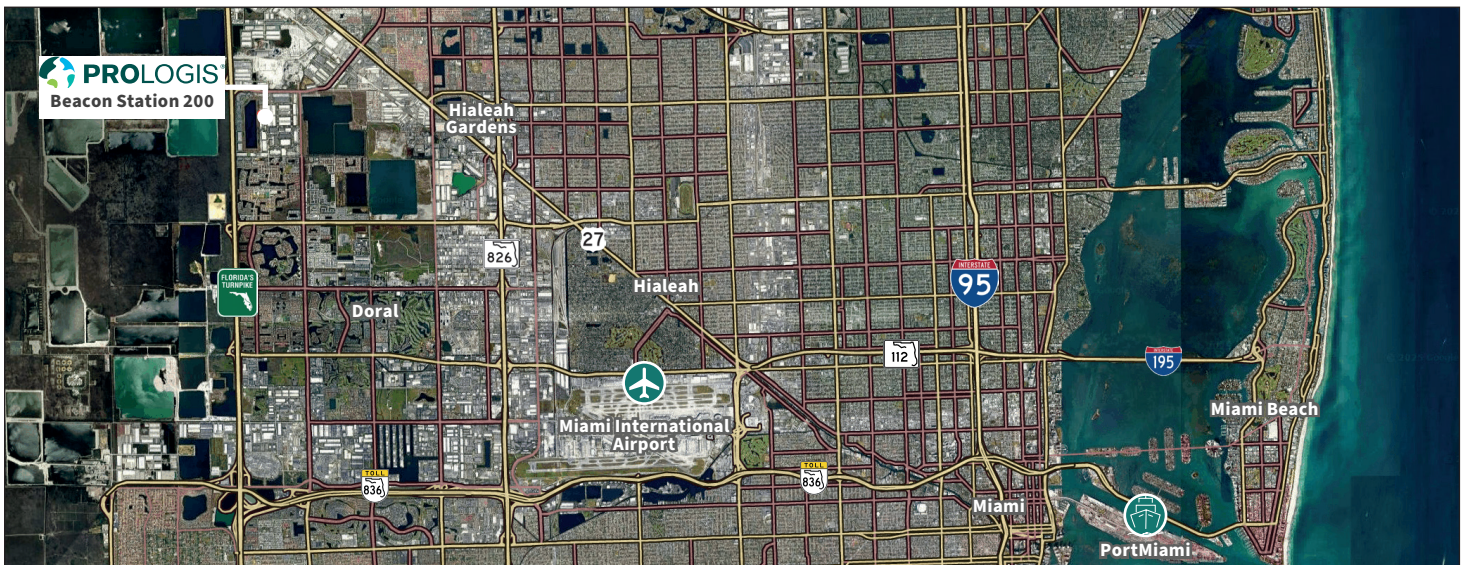 PROLOGIS
Beacon Station 200
Hialeah
Gardens
27
826
FLORIDA'S
TURNPIKE
INTERSTATE
95
Hialeah
Doral
112
195
Miami International
Airport
Miami Beach
TOLL
836
TOLL
836
Miami
PortMiami